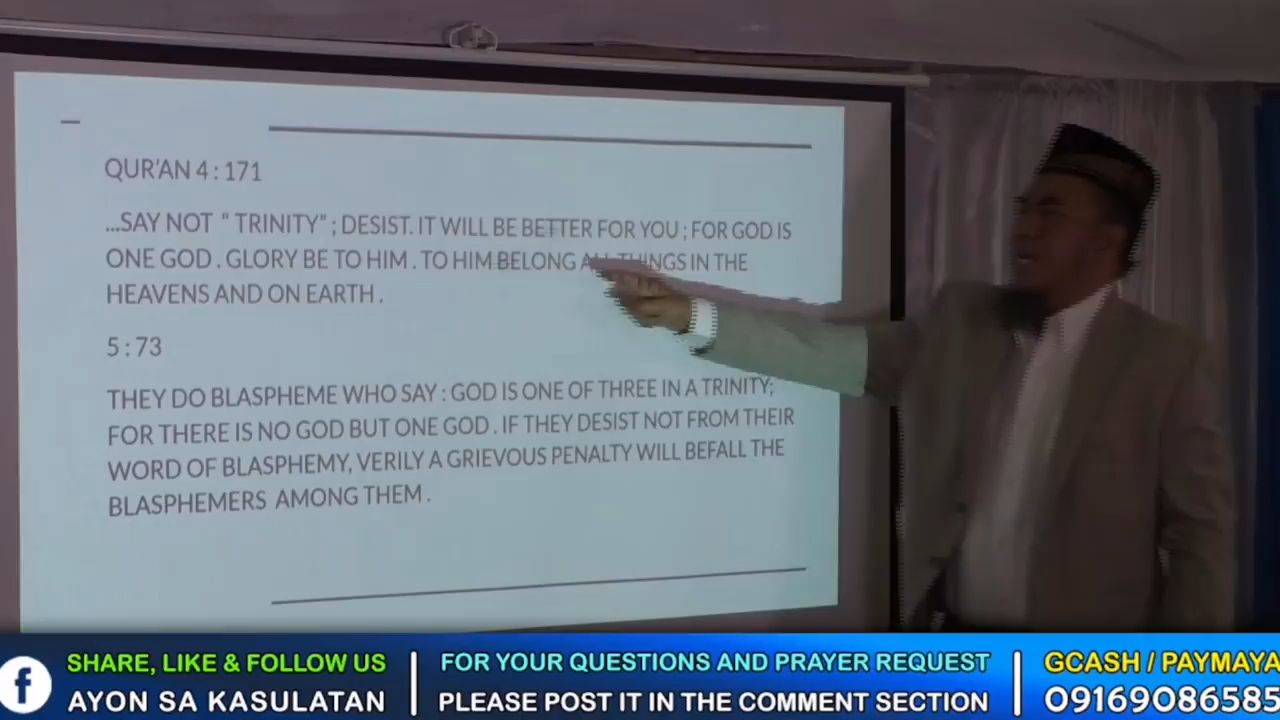 QUR'AN 4 : 171
...SAY NOT “ TRINITY” ; DESIST. IT WILL BE BETTER FOR YOU ; FOR GOD IS
ONE GOD . GLORY BE TO HIM . TO HIM BELONG ALL THINGS IN THE
HEAVENS AND ON EARTH .
5 : 73
THEY DO BLASPHEME WHO SAY : GOD IS ONE OF THREE IN A TRINITY;
FOR THERE IS NO GOD BUT ONE GOD . IF THEY DESIST NOT FROM THEIR
WORD OF BLASPHEMY, VERILY A GRIEVOUS PENALTY WILL BEFALL THE
BLASPHEMERS AMONG THEM .
f
SHARE, LIKE & FOLLOW US
AYON SA KASULATAN
FOR YOUR QUESTIONS AND PRAYER REQUEST
PLEASE POST IT IN THE COMMENT SECTION
GCASH / PAYMAYA
09169086585